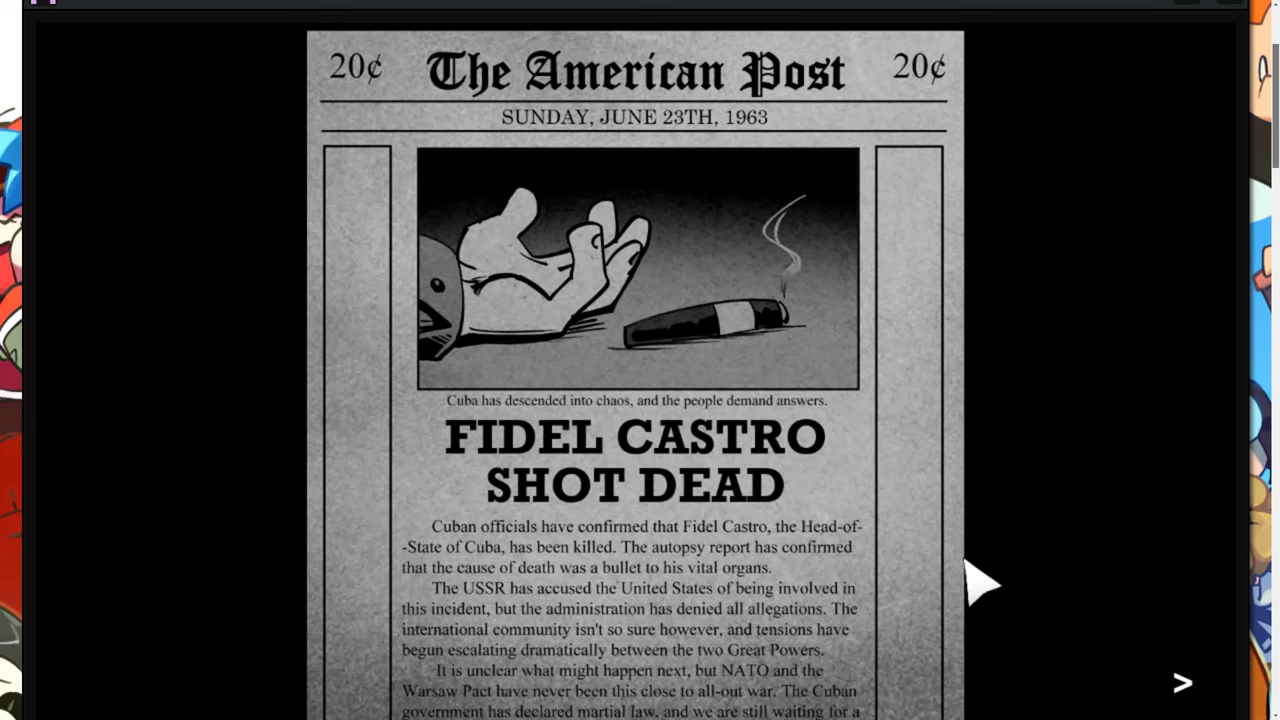 20¢ The American Post 20¢
SUNDAY, JUNE 23TH, 1963
Cuba has descended into chaos, and the people demand answers.
FIDEL CASTRO
SHOT DEAD
Cuban officials have confirmed that Fidel Castro, the Head-of-
-State of Cuba, has been killed. The autopsy report has confirmed
that the cause of death was a bullet to his vital organs.
The USSR has accused the United States of being involved in
this incident, but the administration has denied all allegations. The
international community isn't so sure however, and tensions have
begun escalating dramatically between the two Great Powers.
It is unclear what might happen next, but NATO and the
Warsaw Pact have never been this close to all-out war. The Cuban
government has declared martial law, and we are still waiting for a
>